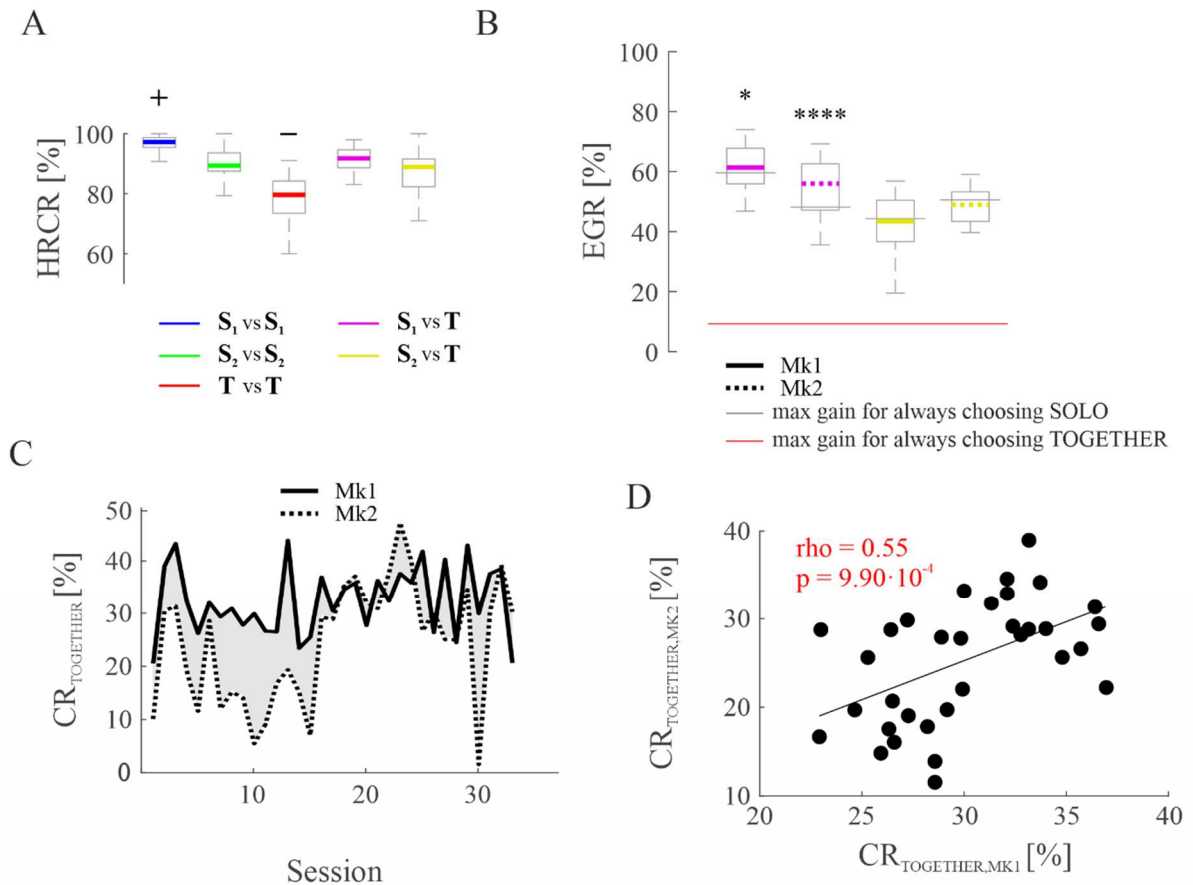 A
+
HRCR [%]
100
80
60
S1 vs S1
S1 vs T
S2 vs S2
S2 vs T
T vs T
B
EGR [%]
100
80
60
40
20
0
*
****
Mk1
Mk2
max gain for always choosing SOLO
max gain for always choosing TOGETHER
C
Mk1
Mk2
CRTOGETHER [%]
50
40
30
20
10
0
10 20 30
Session
D
rho = 0.55
p = 9.90·10-4
CRTOGETHER,MK2 [%]
40
30
20
10
20 25 30 35 40
CRTOGETHER,MK1 [%]